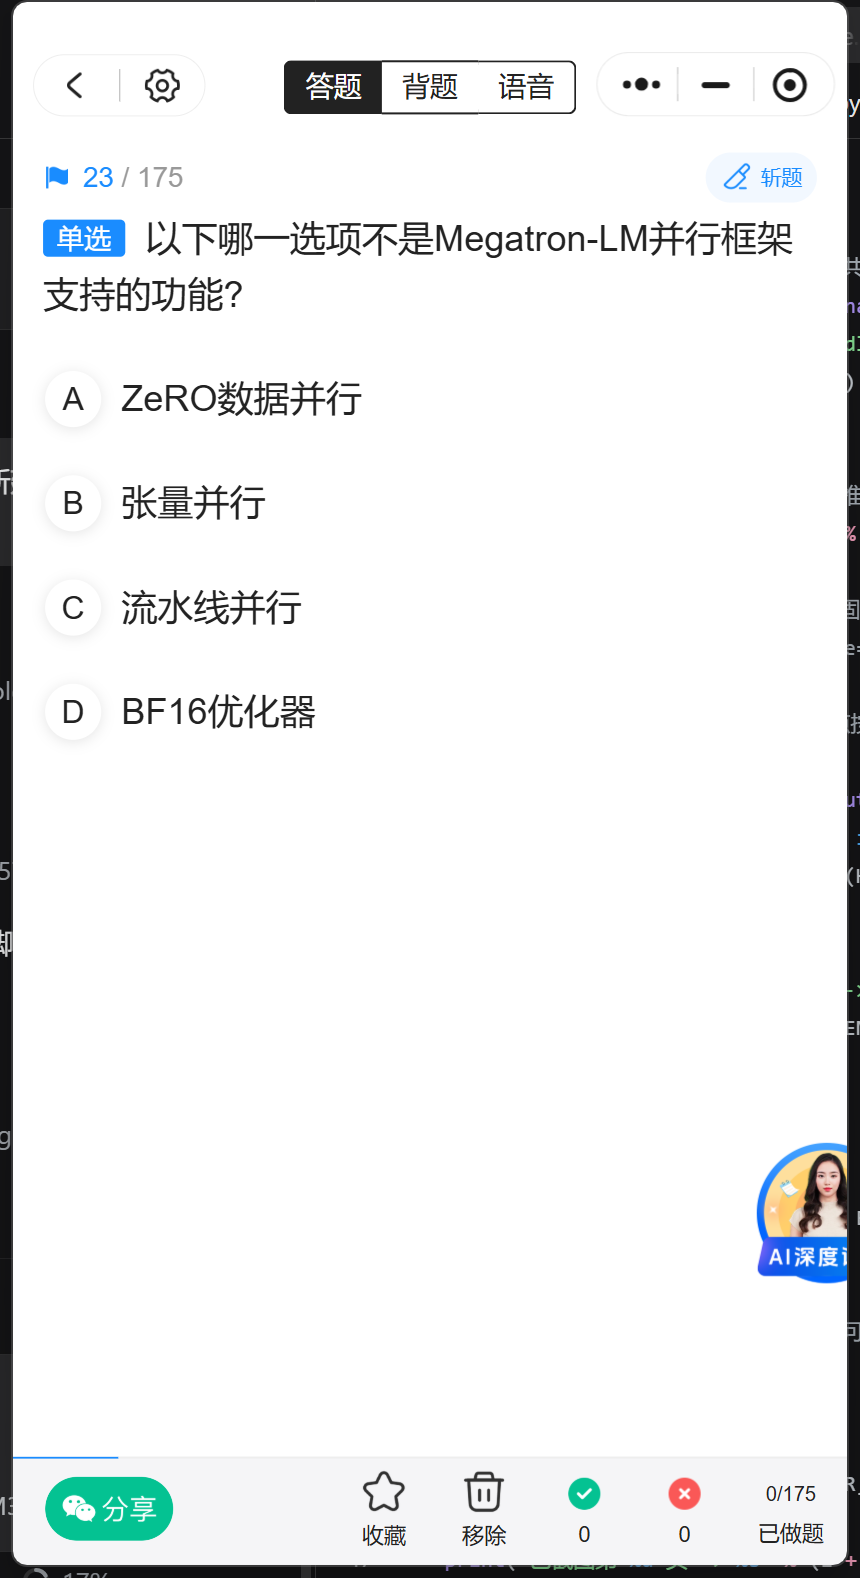 答题 背题 语音
23 / 175
斩题
单选 以下哪一选项不是Megatron-LM并行框架
支持的功能?
A ZeRO数据并行
B 张量并行
C 流水线并行
D BF16优化器
AI深度
分享
收藏
移除
0
0
0/175
已做题